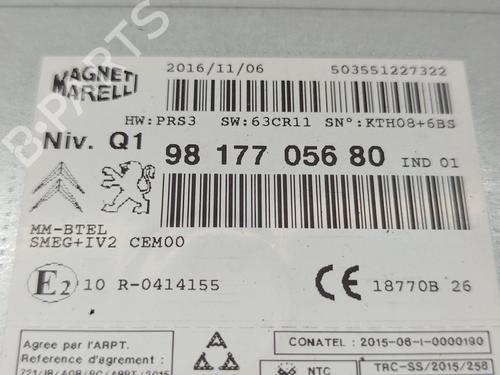 MAGNETI MARELLI
2016/11/06
503551227322
HW:PRS3 SW:63CR11 SN°:KTH08+6BS
Niv. Q1
98 177 056 80 IND 01
MM-BTEL
SMEG+IV2 CEM00
E2 10 R-0414155
CE 18770B 26
Agree par l'ARPT.
Reference d'agrement :
CONATEL : 2015-06-I-0000190
NTC
TRC-SS/2015/258
B-PARTS